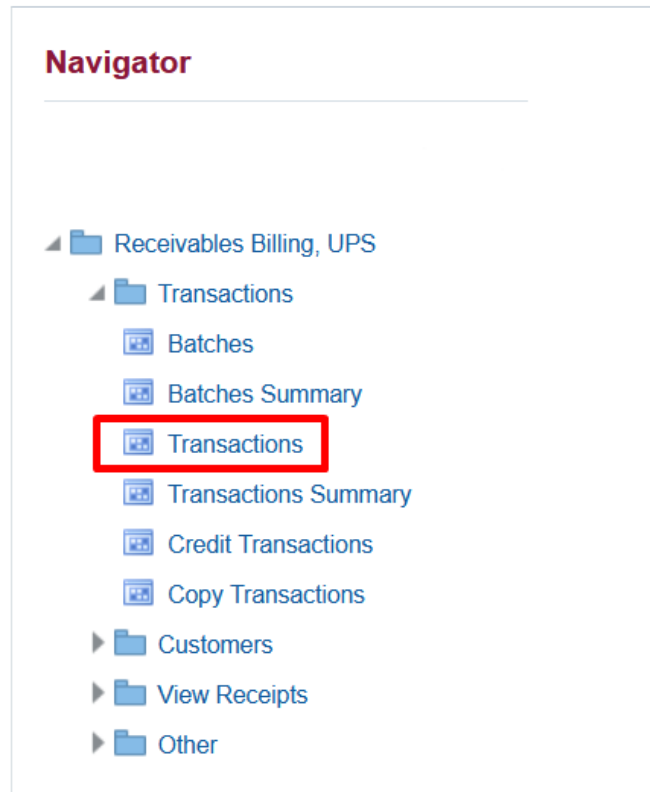 Navigator
Receivables Billing, UPS
Transactions
Batches
Batches Summary
Transactions
Transactions Summary
Credit Transactions
Copy Transactions
Customers
View Receipts
Other